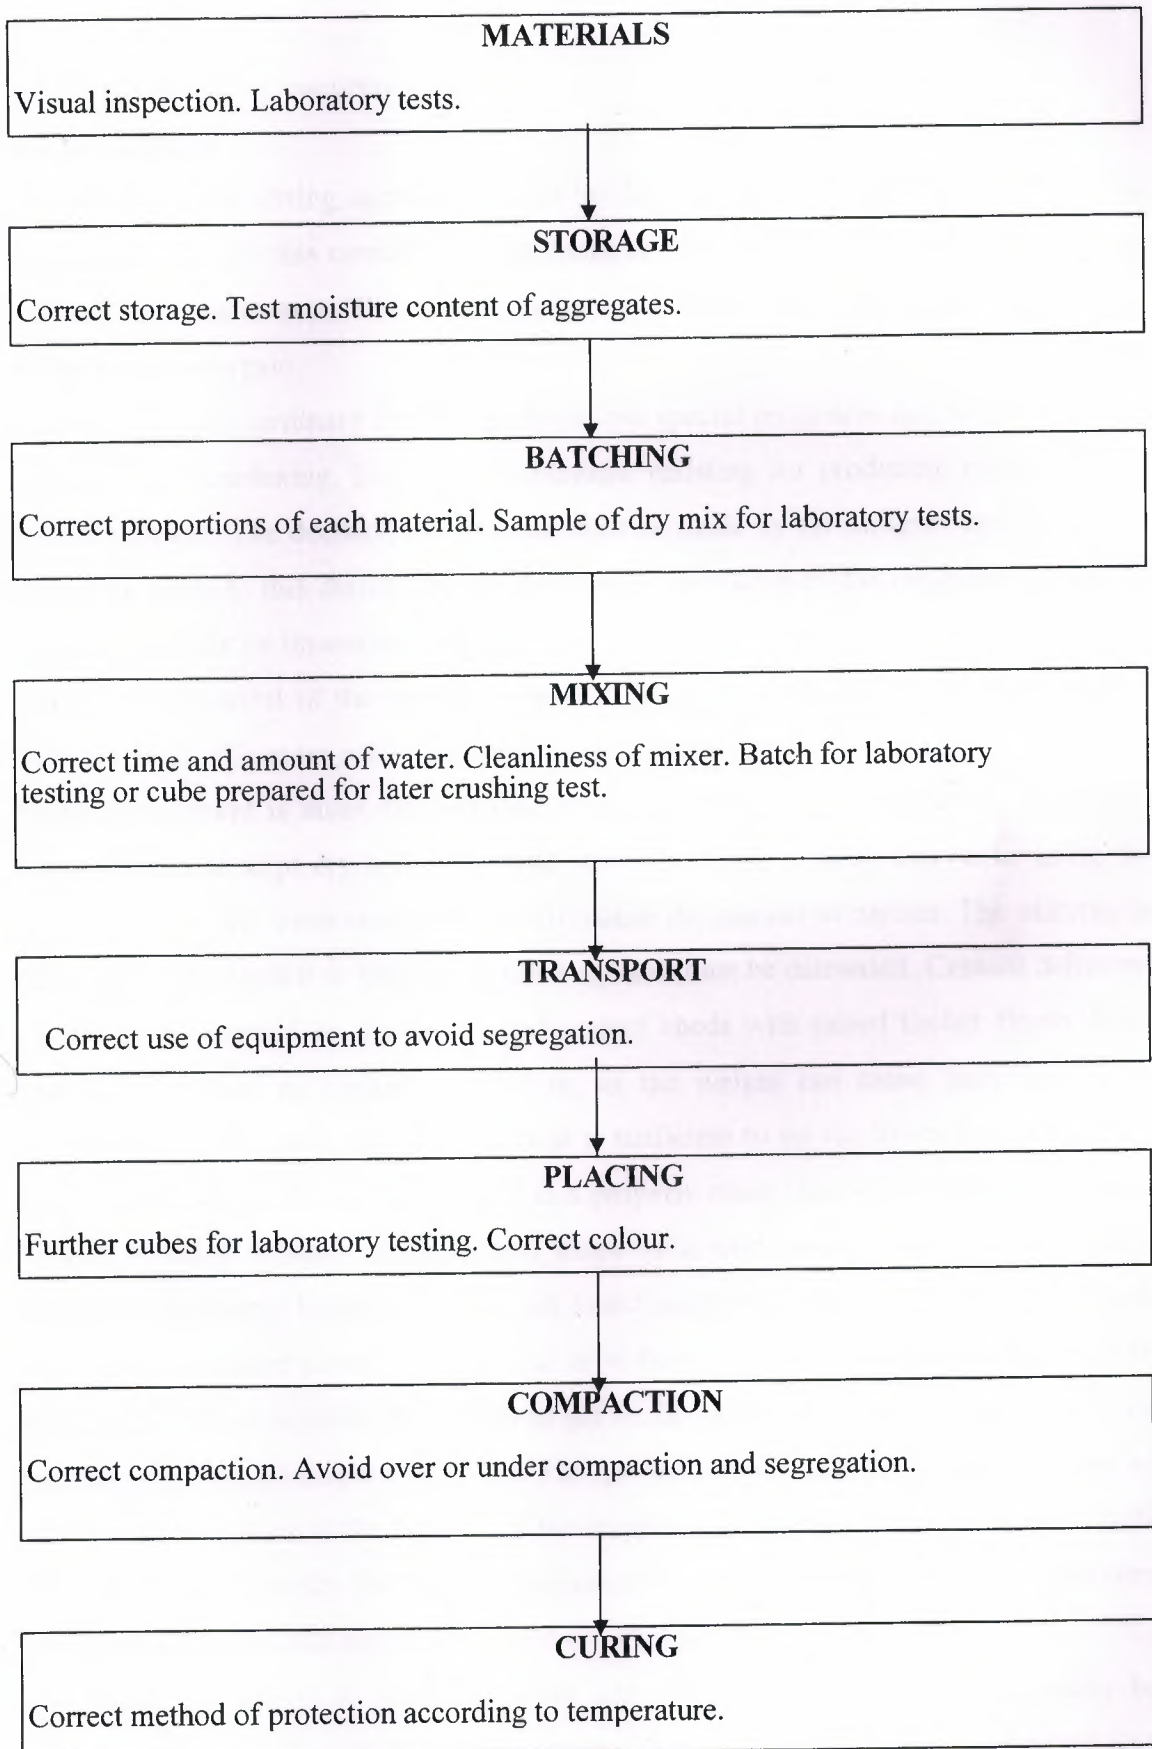 MATERIALS
Visual inspection. Laboratory tests.
STORAGE
Correct storage. Test moisture content of aggregates.
BATCHING
Correct proportions of each material. Sample of dry mix for laboratory tests.
MIXING
Correct time and amount of water. Cleanliness of mixer. Batch for laboratory
testing or cube prepared for later crushing test.
TRANSPORT
Correct use of equipment to avoid segregation.
PLACING
Further cubes for laboratory testing. Correct colour.
COMPACTION
Correct compaction. Avoid over or under compaction and segregation.
CURING
Correct method of protection according to temperature.